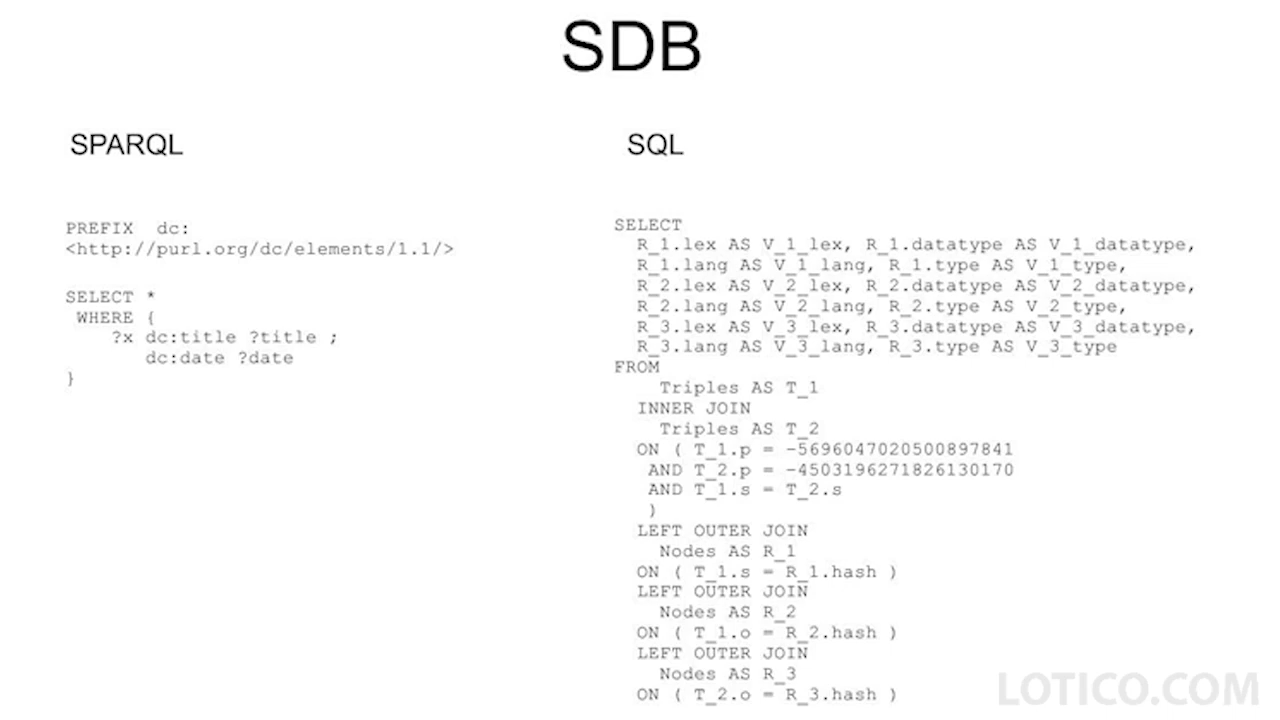 SDB
SPARQL
PREFIX  dc:
<http://purl.org/dc/elements/1.1/>
SELECT *
WHERE {
?x dc:title ?title ;
dc:date ?date
}
SQL
SELECT
R_1.lex AS V_1_lex, R_1.datatype AS V_1_datatype,
R_1.lang AS V_1_lang, R_1.type AS V_1_type,
R_2.lex AS V_2_lex, R_2.datatype AS V_2_datatype,
R_2.lang AS V_2_lang, R_2.type AS V_2_type,
R_3.lex AS V_3_lex, R_3.datatype AS V_3_datatype,
R_3.lang AS V_3_lang, R_3.type AS V_3_type
FROM
Triples AS T_1
INNER JOIN
Triples AS T_2
ON ( T_1.p = -5696047020500897841
AND T_2.p = -4503196271826130170
AND T_1.s = T_2.s
)
LEFT OUTER JOIN
Nodes AS R_1
ON ( T_1.s = R_1.hash )
LEFT OUTER JOIN
Nodes AS R_2
ON ( T_1.o = R_2.hash )
LEFT OUTER JOIN
Nodes AS R_3
ON ( T_2.o = R_3.hash )
LOTICO.COM